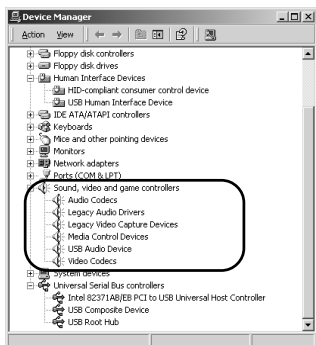 Device Manager
Action View
Floppy disk controllers
Floppy disk drives
Human Interface Devices
HID-compliant consumer control device
USB Human Interface Device
IDE ATA/ATAPI controllers
Keyboards
Mice and other pointing devices
Monitors
Network adapters
Ports (COM & LPT)
Sound, video and game controllers
Audio Codecs
Legacy Audio Drivers
Legacy Video Capture Devices
Media Control Devices
USB Audio Device
Video Codecs
System devices
Universal Serial Bus controllers
Intel 82371AB/EB PCI to USB Universal Host Controller
USB Composite Device
USB Root Hub